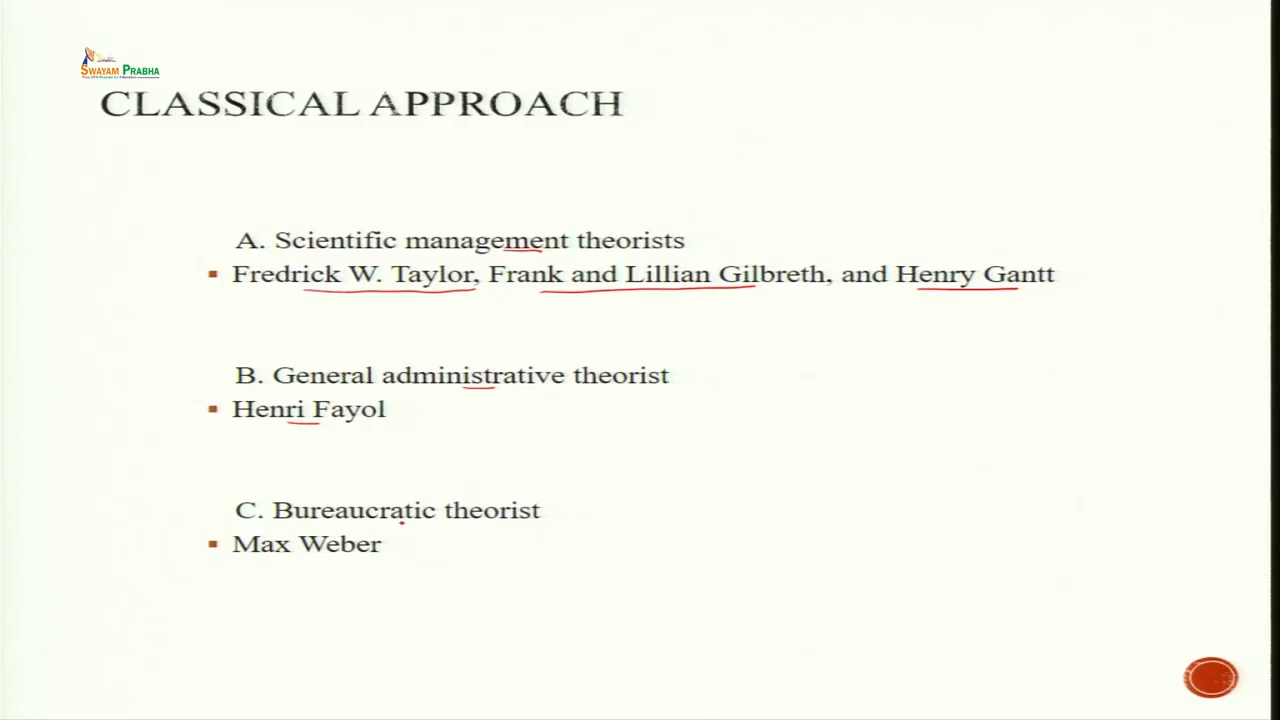 SWAYAM PRABHA
CLASSICAL APPROACH
A. Scientific management theorists
▪ Fredrick W. Taylor, Frank and Lillian Gilbreth, and Henry Gantt
B. General administrative theorist
▪ Henri Fayol
C. Bureaucratic theorist
▪ Max Weber